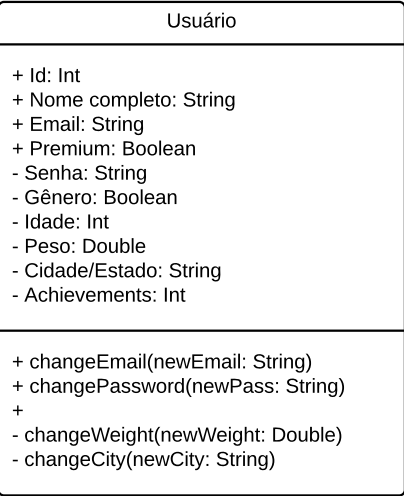 Usuário
+ Id: Int
+ Nome completo: String
+ Email: String
+ Premium: Boolean
- Senha: String
- Gênero: Boolean
- Idade: Int
- Peso: Double
- Cidade/Estado: String
- Achievements: Int
+ changeEmail(newEmail: String)
+ changePassword(newPass: String)
+
- changeWeight(newWeight: Double)
- changeCity(newCity: String)